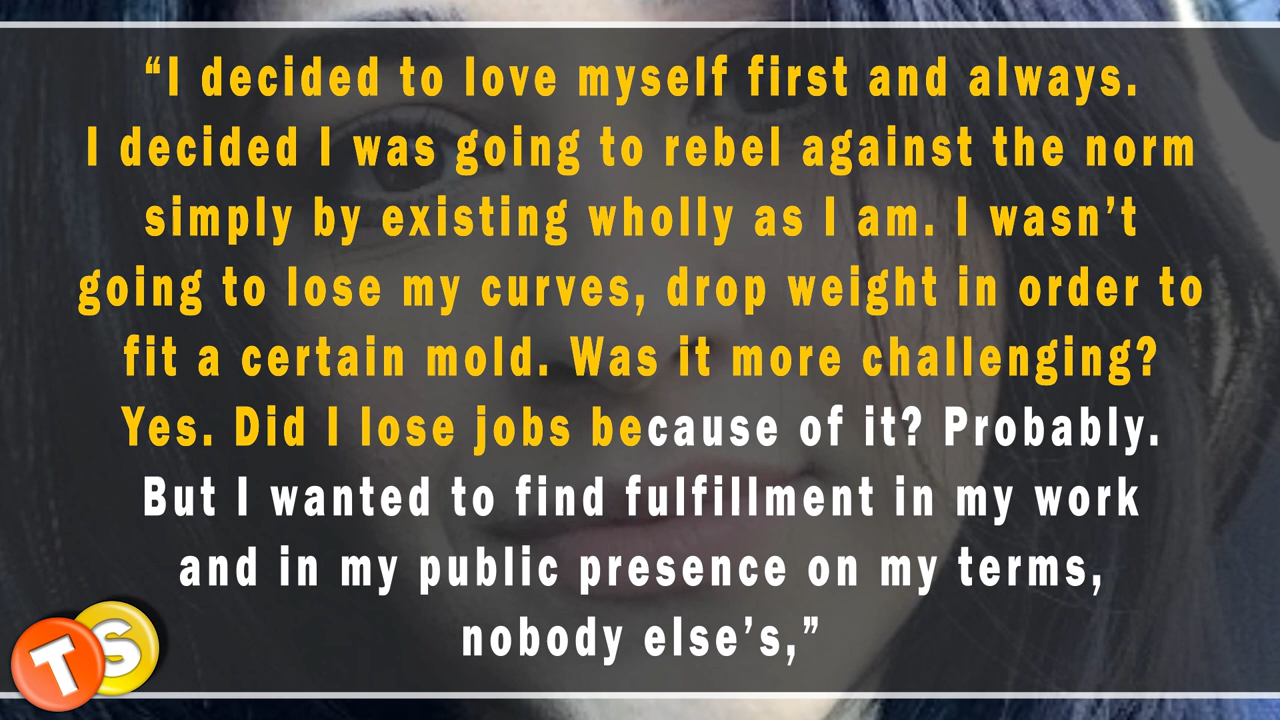 “I decided to love myself first and always.
I decided I was going to rebel against the norm
simply by existing wholly as I am. I wasn’t
going to lose my curves, drop weight in order to
fit a certain mold. Was it more challenging?
Yes. Did I lose jobs because of it? Probably.
But I wanted to find fulfillment in my work
and in my public presence on my terms,
nobody else’s,”
TS